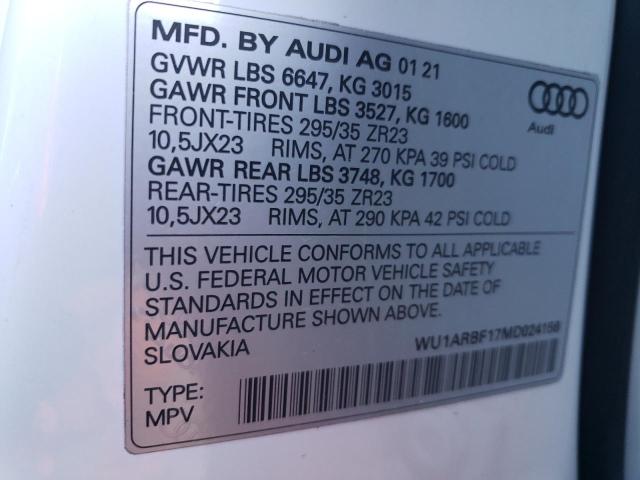 MFD. BY AUDI AG 01 21
GVWR LBS 6647, KG 3015
GAWR FRONT LBS 3527, KG 1600
FRONT-TIRES 295/35 ZR23
10,5JX23 RIMS, AT 270 KPA 39 PSI COLD
GAWR REAR LBS 3748, KG 1700
REAR-TIRES 295/35 ZR23
10,5JX23 RIMS, AT 290 KPA 42 PSI COLD
Audi
THIS VEHICLE CONFORMS TO ALL APPLICABLE
U.S. FEDERAL MOTOR VEHICLE SAFETY
STANDARDS IN EFFECT ON THE DATE OF
MANUFACTURE SHOWN ABOVE
SLOVAKIA
WU1ARBF17MD024158
TYPE:
MPV